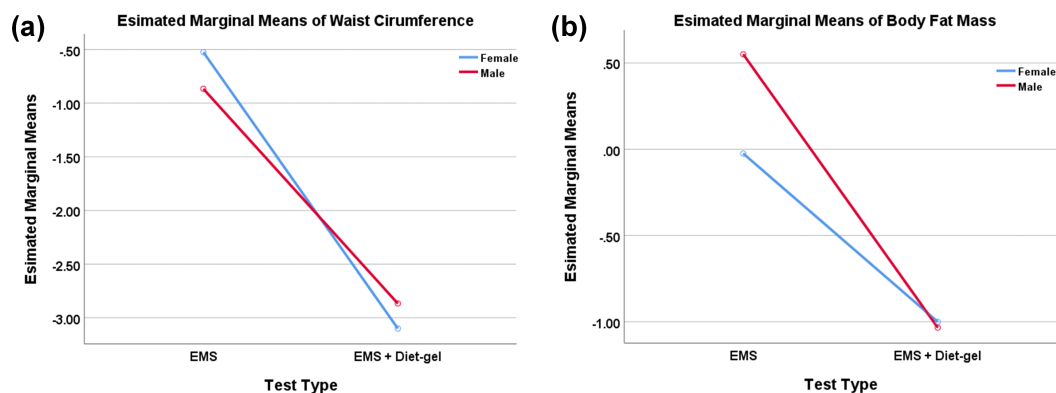 (a)
Esimated Marginal Means of Waist Cirumference
Esimated Marginal Means
-.50
-1.00
-1.50
-2.00
-2.50
-3.00
Female
Male
EMS
EMS + Diet-gel
Test Type
(b)
Esimated Marginal Means of Body Fat Mass
Esimated Marginal Means
.50
.00
-.50
-1.00
Female
Male
EMS
EMS + Diet-gel
Test Type